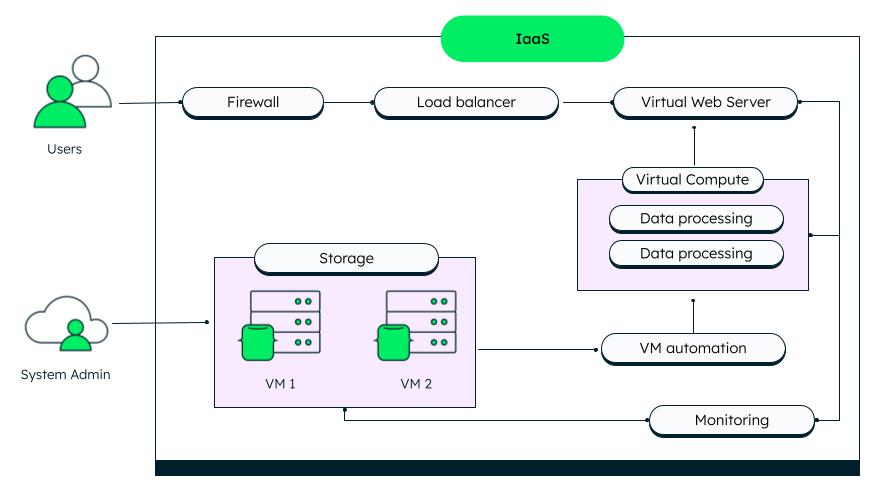 IaaS
Firewall
Load balancer
Virtual Web Server
Users
Virtual Compute
Data processing
Data processing
Storage
VM 1
VM 2
System Admin
VM automation
Monitoring